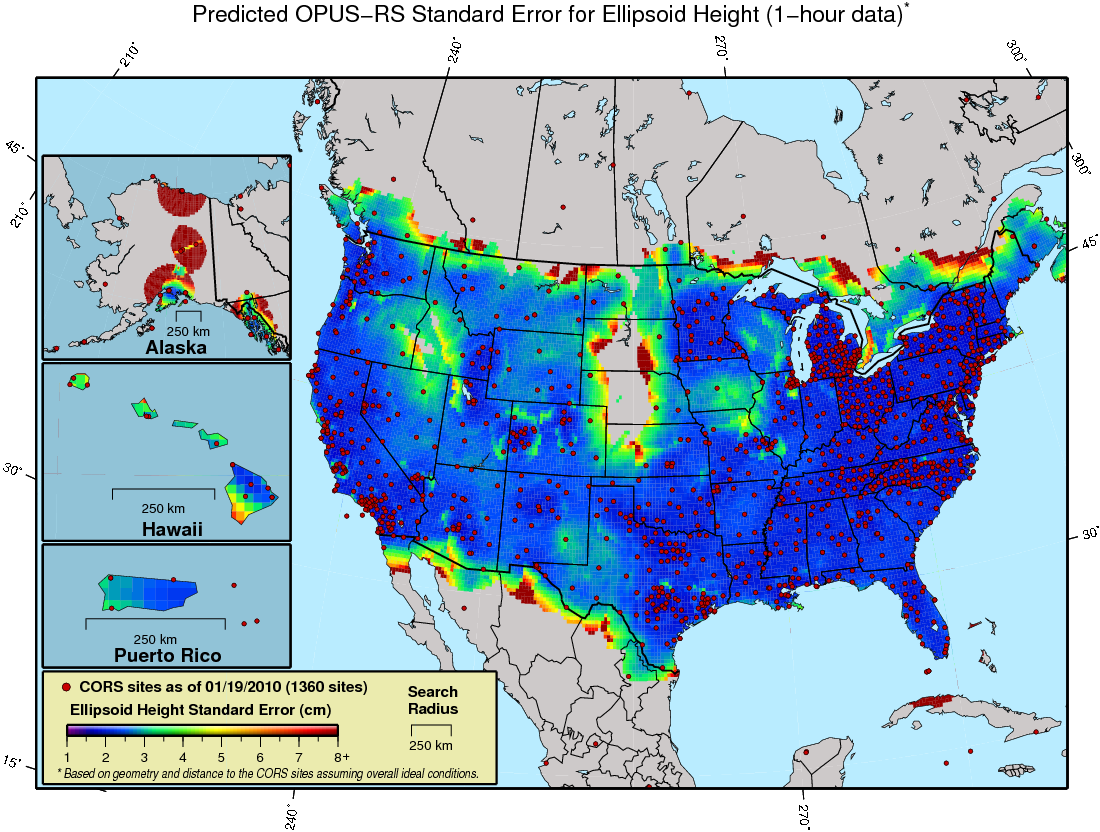 Predicted OPUS−RS Standard Error for Ellipsoid Height (1−hour data)*
210°
240°
270°
300°
45°
300°
210°
45°
250 km
Alaska
30°
250 km
Hawaii
30°
250 km
Puerto Rico
CORS sites as of 01/19/2010 (1360 sites)
Ellipsoid Height Standard Error (cm)
1 2 3 4 5 6 7 8+
Search
Radius
250 km
* Based on geometry and distance to the CORS sites assuming overall ideal conditions.
15°
240°
270°